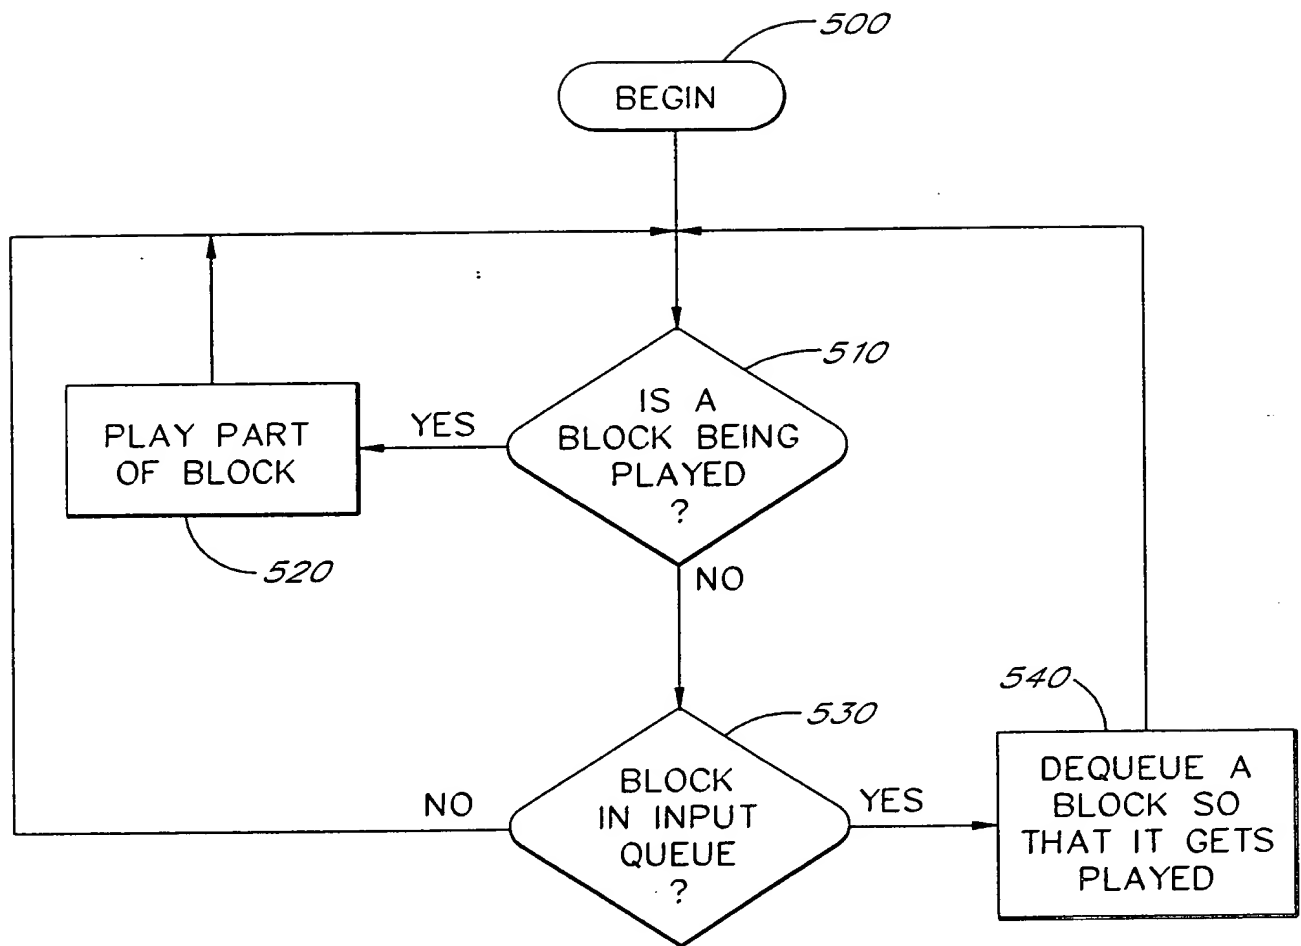 500
BEGIN
510
IS A
BLOCK BEING
PLAYED
?
YES
PLAY PART
OF BLOCK
520
NO
530
BLOCK
IN INPUT
QUEUE
?
NO
YES
540
DEQUEUE A
BLOCK SO
THAT IT GETS
PLAYED